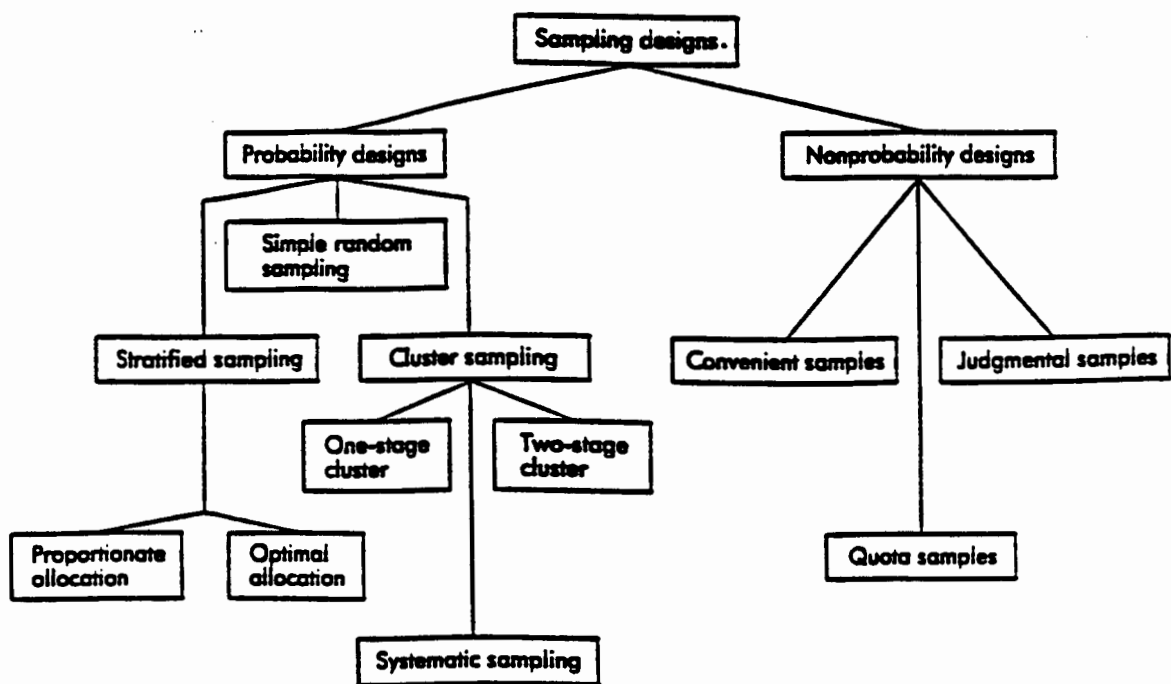 Sampling designs.
Probability designs
Nonprobability designs
Simple random
sampling
Stratified sampling
Cluster sampling
Convenient samples
Judgmental samples
One-stage
cluster
Two-stage
cluster
Proportionate
allocation
Optimal
allocation
Quota samples
Systematic sampling